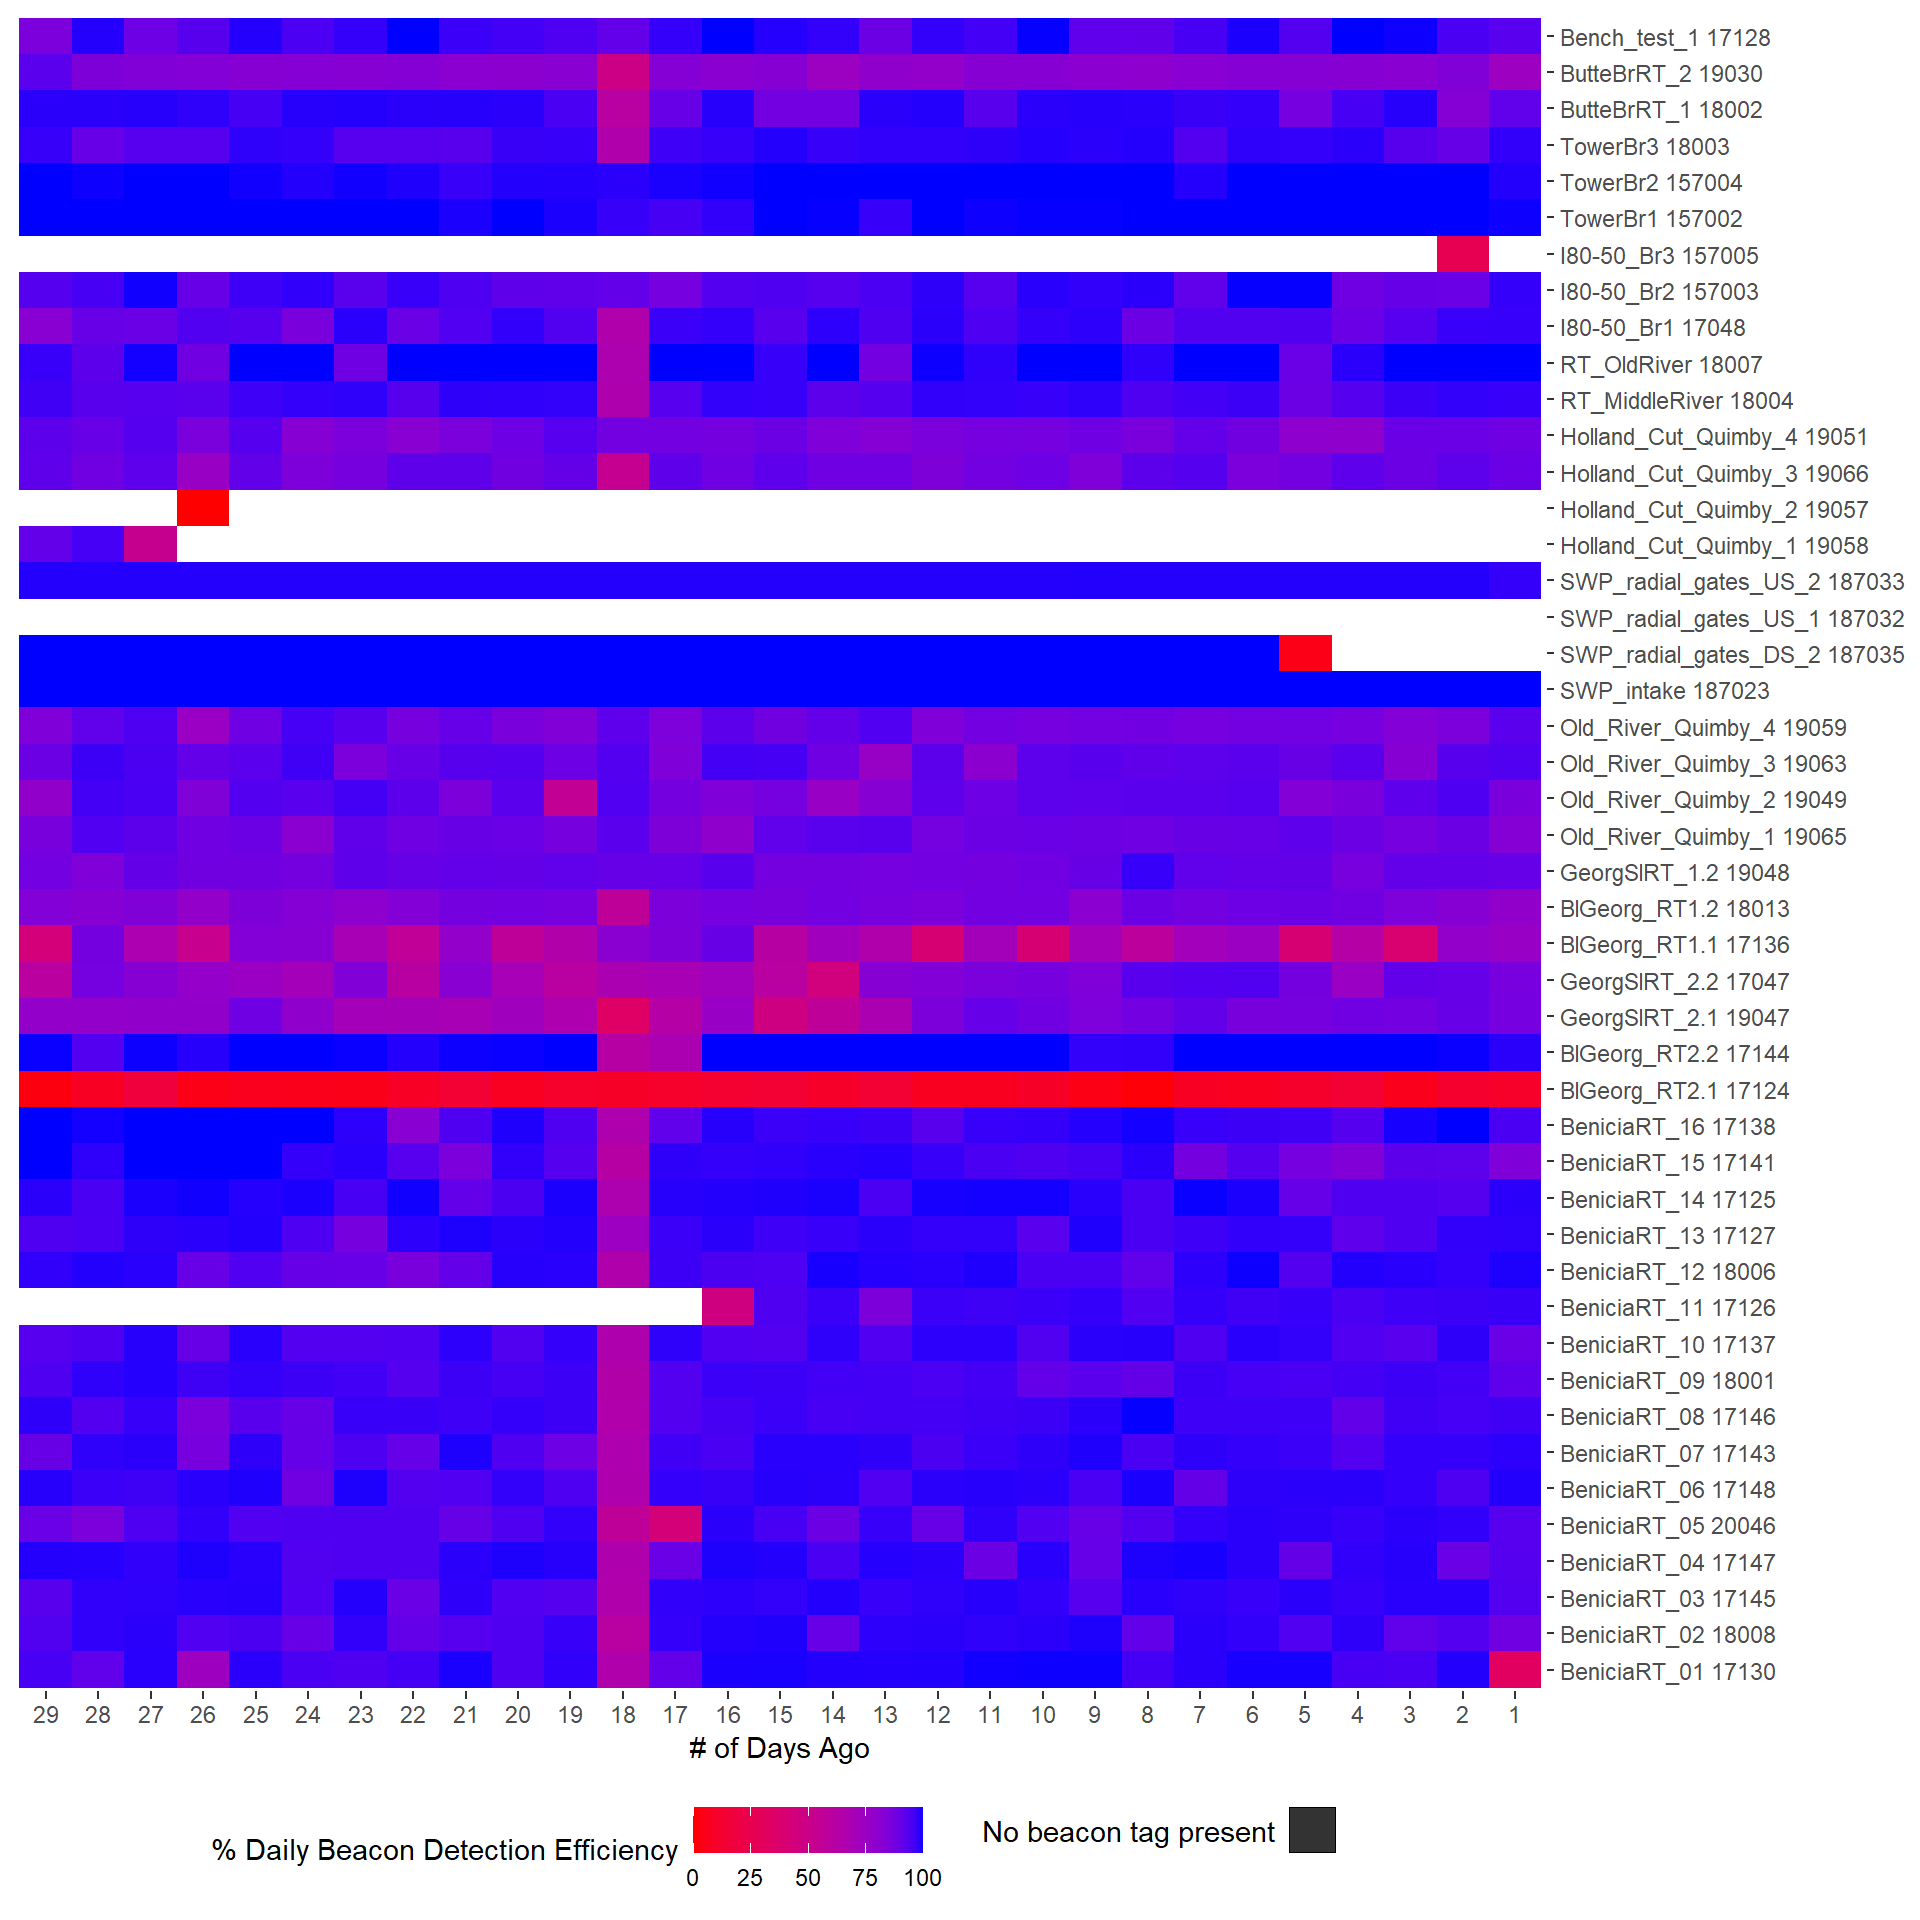 Bench_test_1 17128
ButteBrRT_2 19030
ButteBrRT_1 18002
TowerBr3 18003
TowerBr2 157004
TowerBr1 157002
I80-50_Br3 157005
I80-50_Br2 157003
I80-50_Br1 17048
RT_OldRiver 18007
RT_MiddleRiver 18004
Holland_Cut_Quimby_4 19051
Holland_Cut_Quimby_3 19066
Holland_Cut_Quimby_2 19057
Holland_Cut_Quimby_1 19058
SWP_radial_gates_US_2 187033
SWP_radial_gates_US_1 187032
SWP_radial_gates_DS_2 187035
SWP_intake 187023
Old_River_Quimby_4 19059
Old_River_Quimby_3 19063
Old_River_Quimby_2 19049
Old_River_Quimby_1 19065
GeorgSlRT_1.2 19048
BlGeorg_RT1.2 18013
BlGeorg_RT1.1 17136
GeorgSlRT_2.2 17047
GeorgSlRT_2.1 19047
BlGeorg_RT2.2 17144
BlGeorg_RT2.1 17124
BeniciaRT_16 17138
BeniciaRT_15 17141
BeniciaRT_14 17125
BeniciaRT_13 17127
BeniciaRT_12 18006
BeniciaRT_11 17126
BeniciaRT_10 17137
BeniciaRT_09 18001
BeniciaRT_08 17146
BeniciaRT_07 17143
BeniciaRT_06 17148
BeniciaRT_05 20046
BeniciaRT_04 17147
BeniciaRT_03 17145
BeniciaRT_02 18008
BeniciaRT_01 17130
29 28 27 26 25 24 23 22 21 20 19 18 17 16 15 14 13 12 11 10 9 8 7 6 5 4 3 2 1
# of Days Ago
% Daily Beacon Detection Efficiency
0 25 50 75 100
No beacon tag present